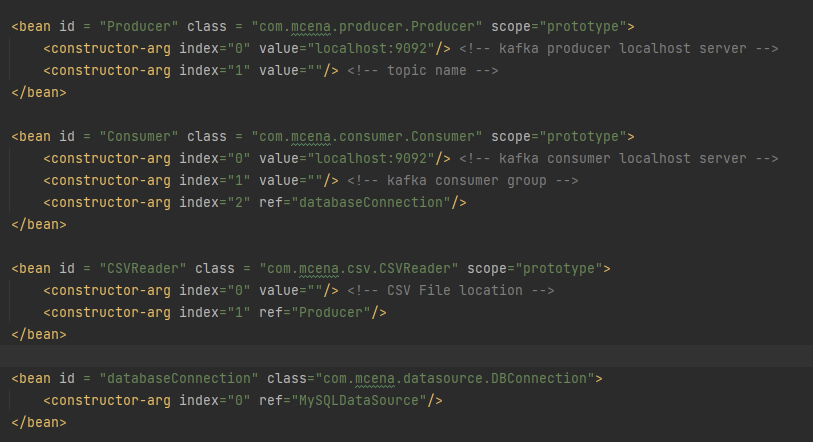 <bean id = "Producer" class = "com.mcena.producer.Producer" scope="prototype">
    <constructor-arg index="0" value="localhost:9092"/> <!-- kafka producer localhost server -->
    <constructor-arg index="1" value=""/> <!-- topic name -->
</bean>

<bean id = "Consumer" class = "com.mcena.consumer.Consumer" scope="prototype">
    <constructor-arg index="0" value="localhost:9092"/> <!-- kafka consumer localhost server -->
    <constructor-arg index="1" value=""/> <!-- kafka consumer group -->
    <constructor-arg index="2" ref="databaseConnection"/>
</bean>

<bean id = "CSVReader" class = "com.mcena.csv.CSVReader" scope="prototype">
    <constructor-arg index="0" value=""/> <!-- CSV File location -->
    <constructor-arg index="1" ref="Producer"/>
</bean>

<bean id = "databaseConnection" class="com.mcena.datasource.DBConnection">
    <constructor-arg index="0" ref="MySQLDataSource"/>
</bean>